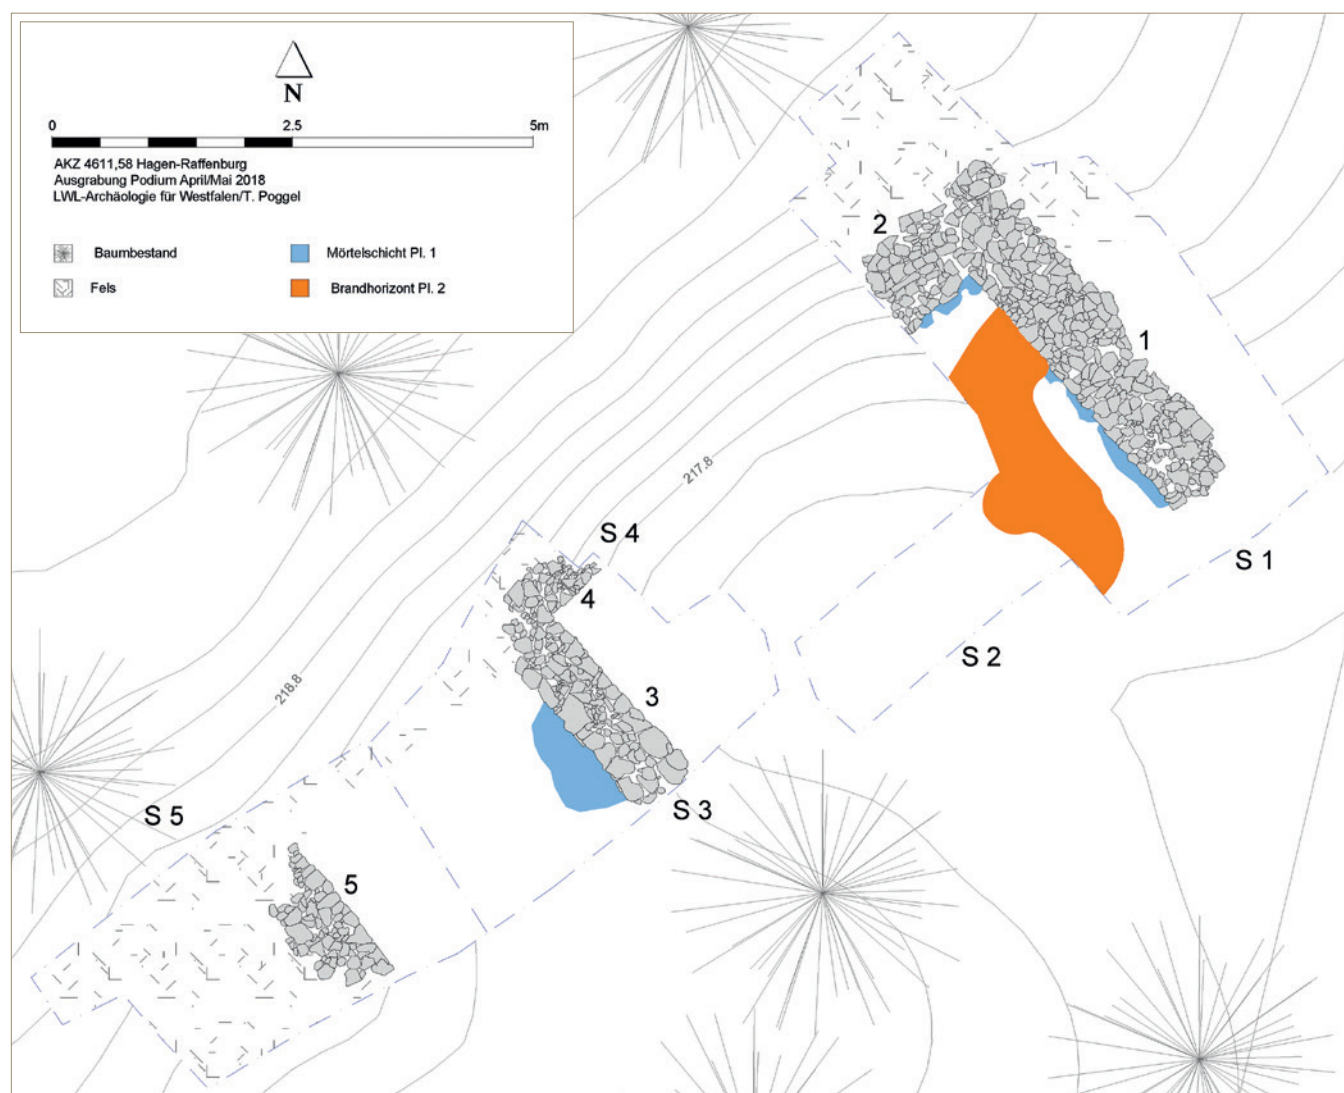 N
0 2.5 5m
AKZ 4611,58 Hagen-Raffenburg
Ausgrabung Podium April/Mai 2018
LWL-Archäologie für Westfalen/T. Poggel
Baumbestand
Mörtelschicht Pl. 1
Fels
Brandhorizont Pl. 2
2
1
217.8
S 4
S 1
4
S 2
3
218.8
S 3
S 5
5